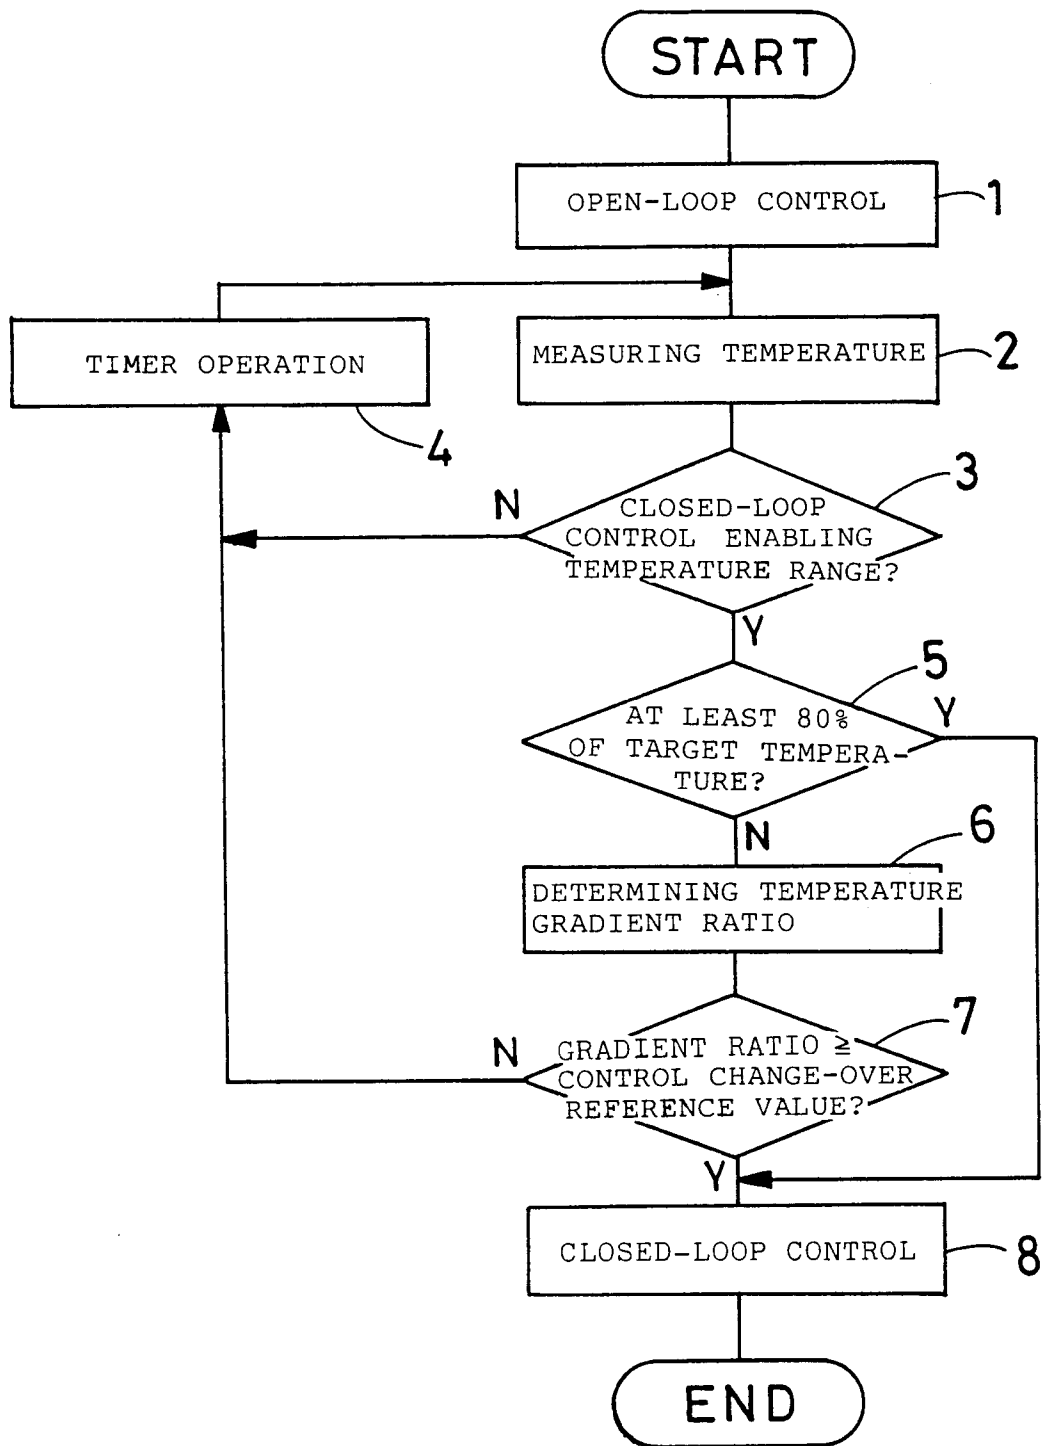 START
OPEN-LOOP CONTROL
1
TIMER OPERATION
4
MEASURING TEMPERATURE
2
CLOSED-LOOP
CONTROL ENABLING
TEMPERATURE RANGE?
3
N
Y
AT LEAST 80%
OF TARGET TEMPERA-
TURE?
5
Y
N
DETERMINING TEMPERATURE
GRADIENT RATIO
6
GRADIENT RATIO ≥
CONTROL CHANGE-OVER
REFERENCE VALUE?
7
N
Y
CLOSED-LOOP CONTROL
8
END